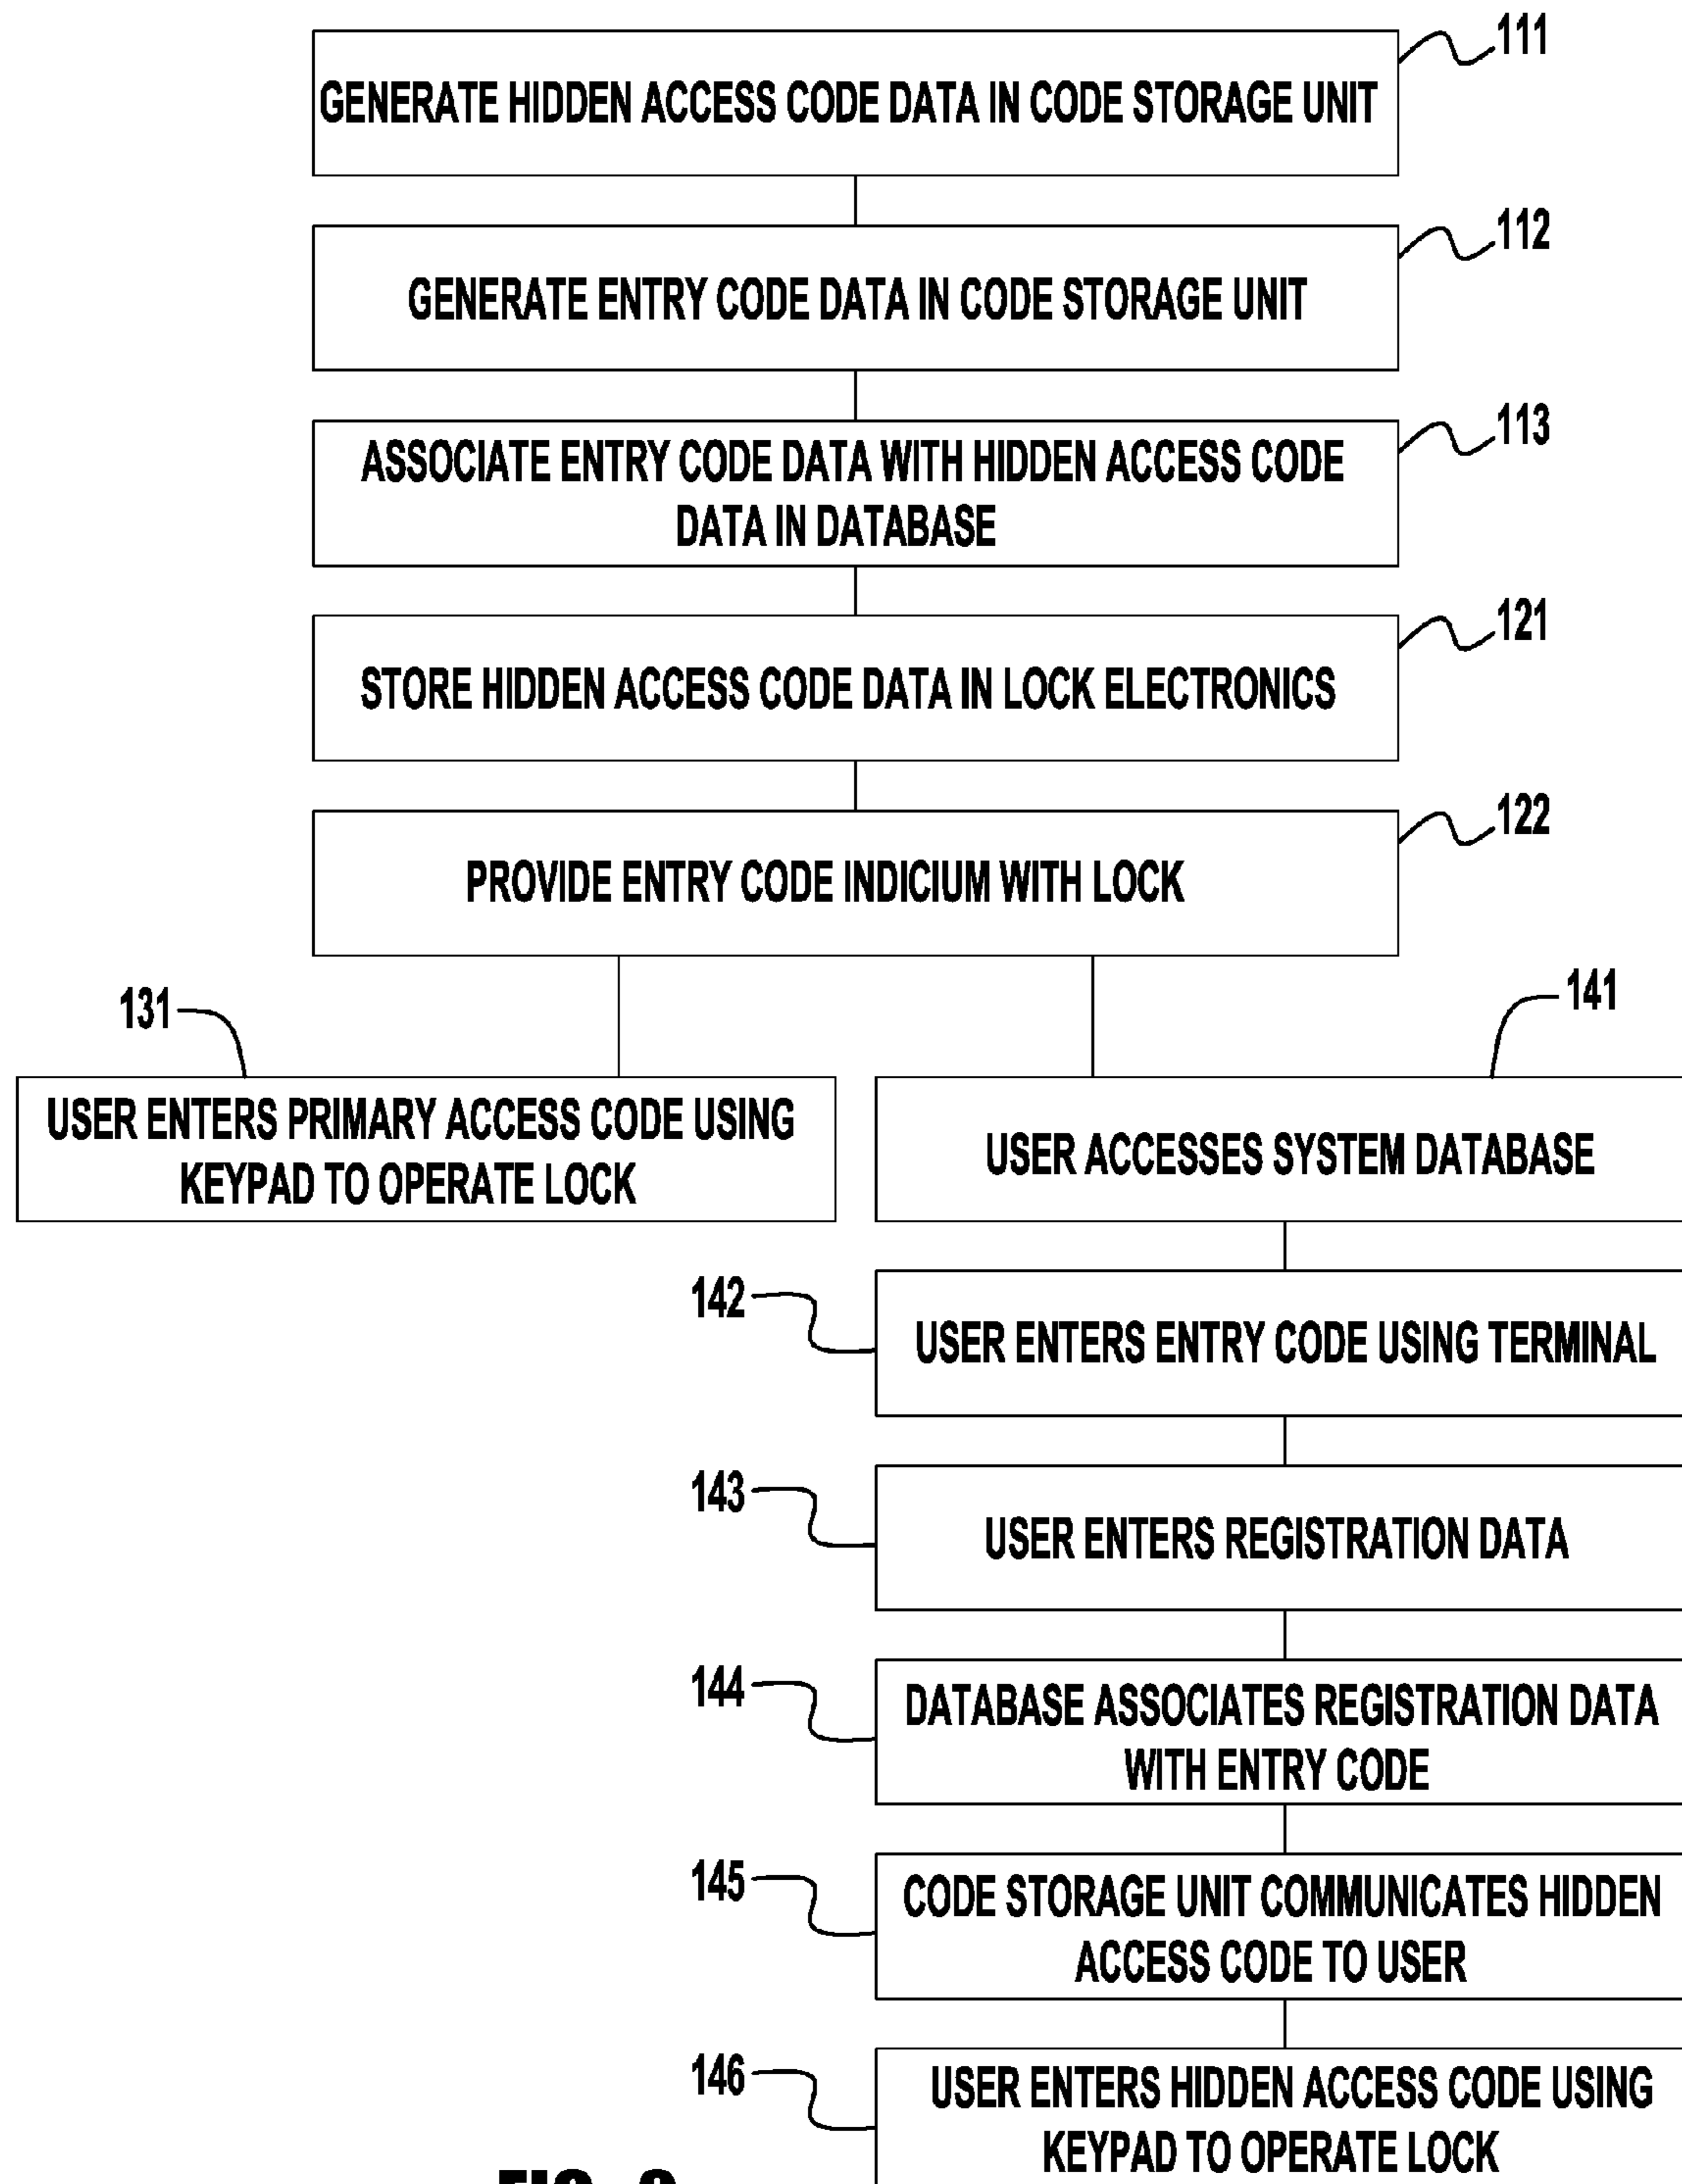 111
GENERATE HIDDEN ACCESS CODE DATA IN CODE STORAGE UNIT
112
GENERATE ENTRY CODE DATA IN CODE STORAGE UNIT
113
ASSOCIATE ENTRY CODE DATA WITH HIDDEN ACCESS CODE
DATA IN DATABASE
121
STORE HIDDEN ACCESS CODE DATA IN LOCK ELECTRONICS
122
PROVIDE ENTRY CODE INDICIUM WITH LOCK
131
USER ENTERS PRIMARY ACCESS CODE USING
KEYPAD TO OPERATE LOCK
141
USER ACCESSES SYSTEM DATABASE
142
USER ENTERS ENTRY CODE USING TERMINAL
143
USER ENTERS REGISTRATION DATA
144
DATABASE ASSOCIATES REGISTRATION DATA
WITH ENTRY CODE
145
CODE STORAGE UNIT COMMUNICATES HIDDEN
ACCESS CODE TO USER
146
USER ENTERS HIDDEN ACCESS CODE USING
KEYPAD TO OPERATE LOCK
FIG.